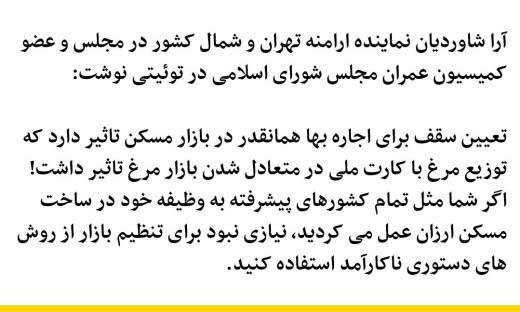 آرا شاوردیان نماینده ارامنه تهران و شمال کشور در مجلس و عضو
کمیسیون عمران مجلس شورای اسلامی در توئیتی نوشت:
تعیین سقف برای اجاره بها همانقدر در بازار مسکن تاثیر دارد که
توزیع مرغ با کارت ملی در متعادل شدن بازار مرغ تاثیر داشت!
اگر شما مثل تمام کشورهای پیشرفته به وظیفه خود در ساخت
مسکن ارزان عمل می کردید، نیازی نبود برای تنظیم بازار از روش
های دستوری ناکارآمد استفاده کنید.